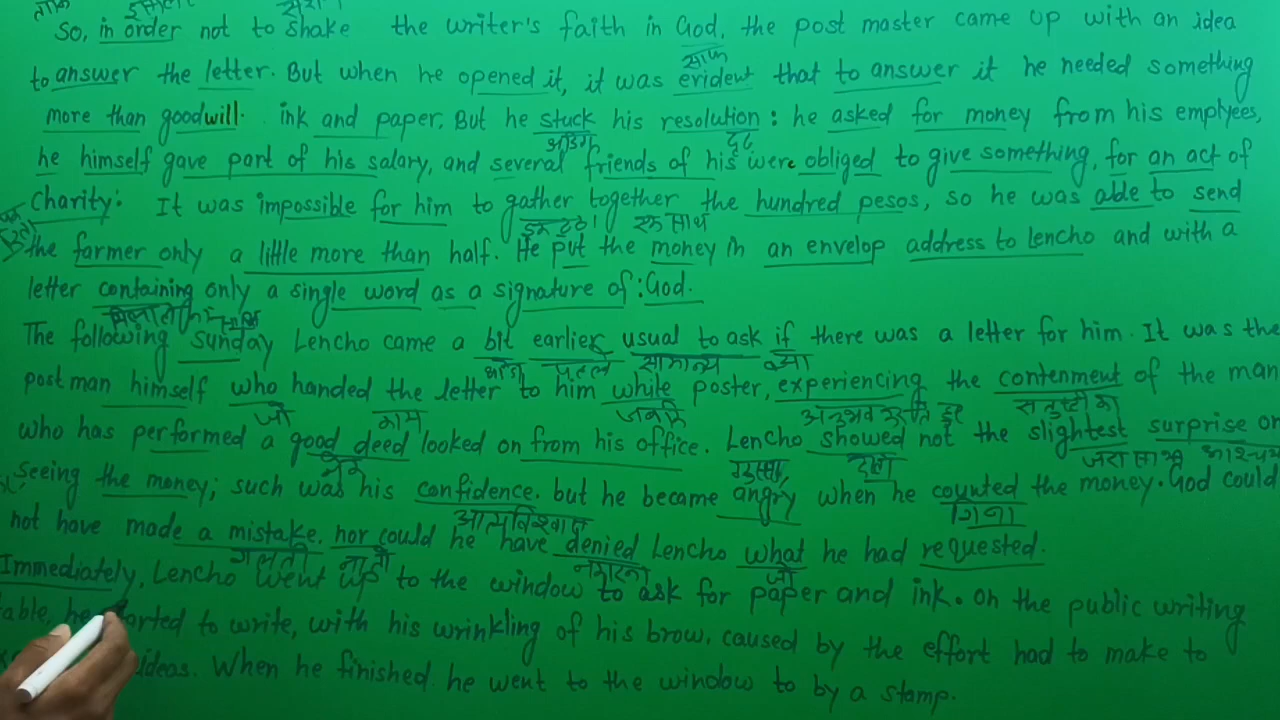 So, in order not to shake the writer's faith in God, the post master came up with an idea
to answer the letter. But when he opened it, it was erident that to answer it he needed something
साफ
more than goodwill. ink and paper. But he stuck his resolution : he asked for money from his emplyees,
he himself gave part of his salary, and several friends of his were obliged to give something, for an act of
Charity: It was impossible for him to gather together the hundred pesos, so he was able to send
एक साथ
the farmer only a little more than half. He put the money in an envelop address to Lencho and with a
letter containing only a single word as a signature of : God.
The following Sunday Lencho came a bit earlier usual to ask if there was a letter for him. It was the
पहले सामान्य
post man himself who handed the letter to him white poster, experiencing the contenment of the man
जो काम जबकि
who has performed a good deed looked on from his office. Lencho showed not the slightest surprise on
गुस्सा
seeing the money; such was his confidence. but he became angry when he counted the money. God could
आत्मविश्वास गिना
not have made a mistake. nor could he have denied Lencho what he had requested.
गलती जो
Immediately, Lencho went up to the window to ask for paper and ink. On the public writing
table, he to write, with his wrinkling of his brow, caused by the effort had to make to
ideas. When he finished. he went to the window to by a stamp.